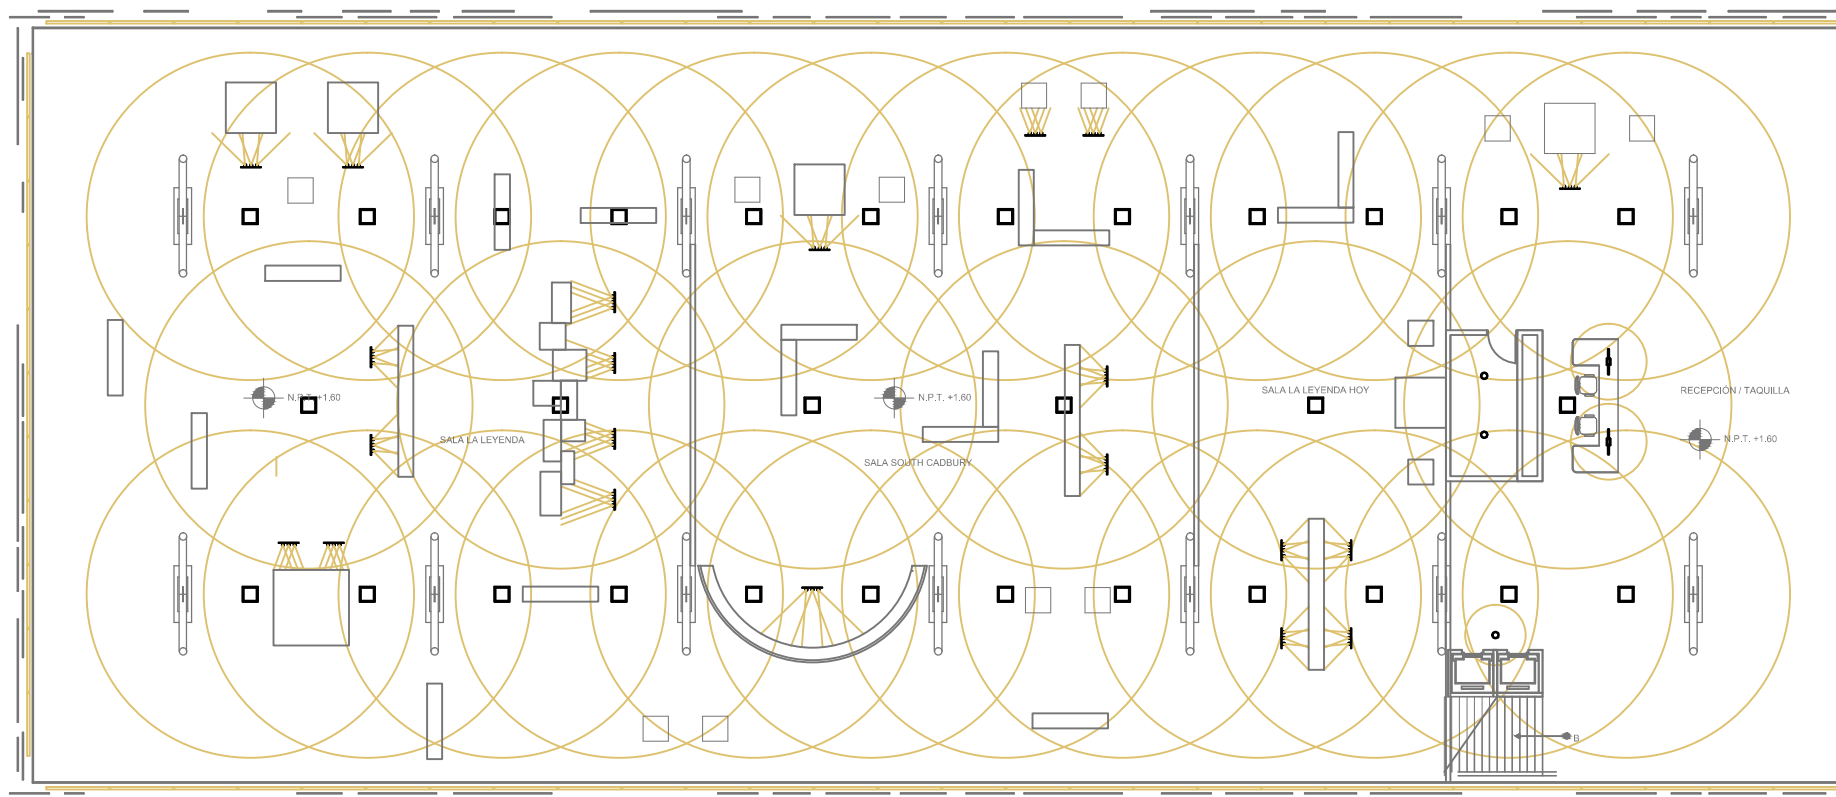 SALA LA LEYENDA HOY
RECEPCIÓN / TAQUILLA
N.P.T. +1.60
N.P.T. +1.60
SALA LA LEYENDA
N.P.T. +1.60
SALA SOUTH CADBURY
B